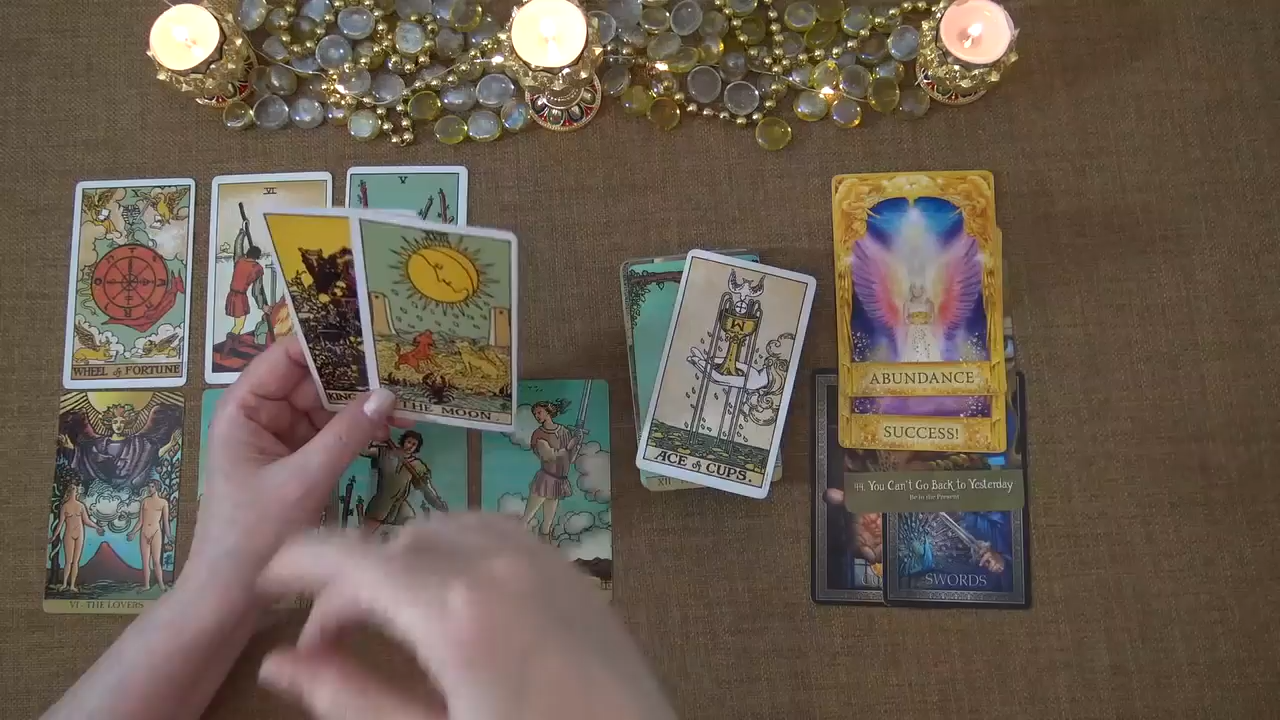 X
VI
V
WHEEL of FORTUNE
KING
THE MOON.
VI - THE LOVERS
ACE of CUPS.
XII
ABUNDANCE
SUCCESS!
44. You Can't Go Back to Yesterday
Be in the Present
SWORDS